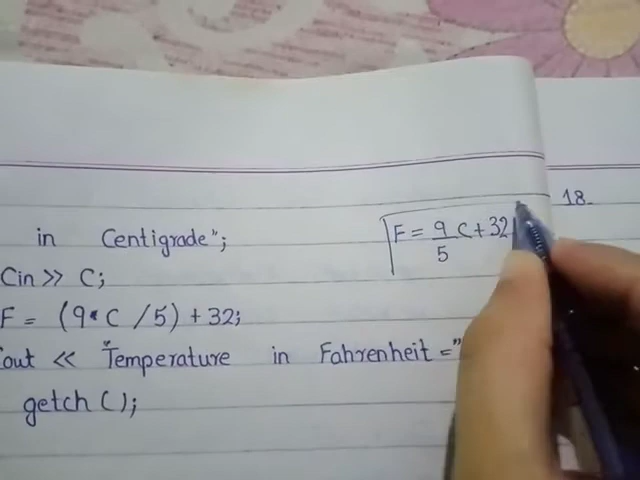 18
in Centigrade";
F = 9/5 C + 32
Cin >> C;
F = (9 * C / 5) + 32;
out << "Temperature in Fahrenheit ="
getch ();